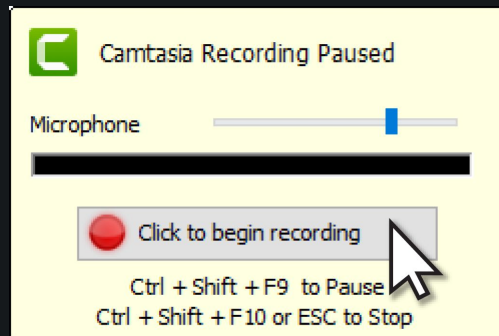 Camtasia Recording Paused
Microphone
Click to begin recording
Ctrl + Shift + F9 to Pause
Ctrl + Shift + F10 or ESC to Stop